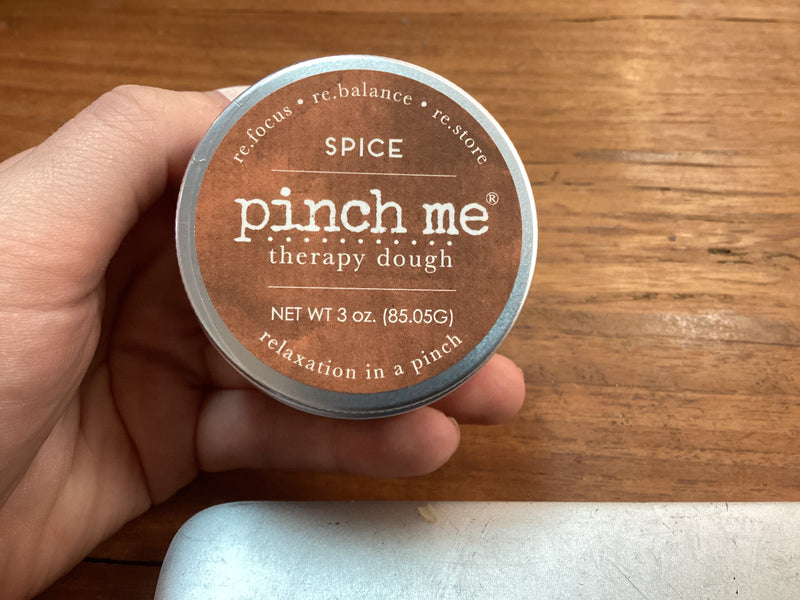 re.focus • re.balance • re.store
SPICE
pinch me®
therapy dough
NET WT 3 oz. (85.05G)
relaxation in a pinch